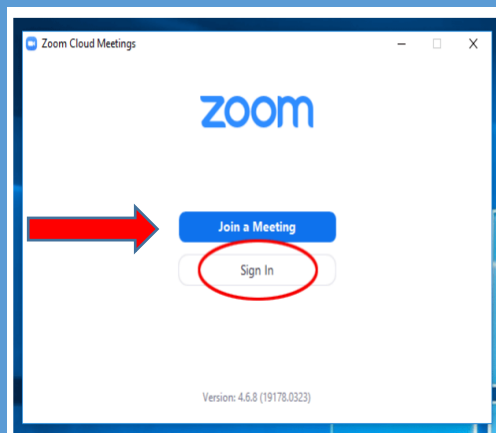 Zoom Cloud Meetings
zoom
Join a Meeting
Sign In
Version: 4.6.8 (19178.0323)